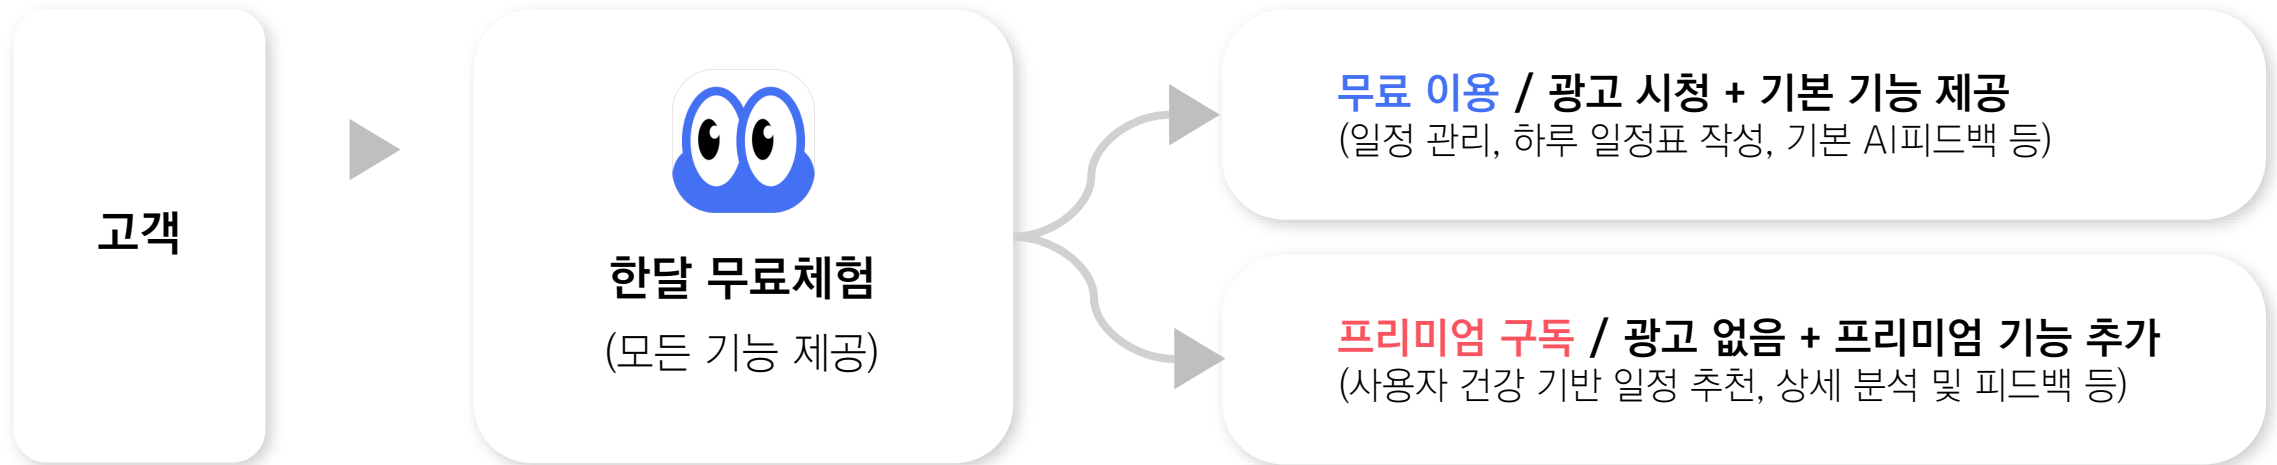 고객
한달 무료체험
(모든 기능 제공)
무료 이용 / 광고 시청 + 기본 기능 제공
(일정 관리, 하루 일정표 작성, 기본 AI피드백 등)
프리미엄 구독 / 광고 없음 + 프리미엄 기능 추가
(사용자 건강 기반 일정 추천, 상세 분석 및 피드백 등)